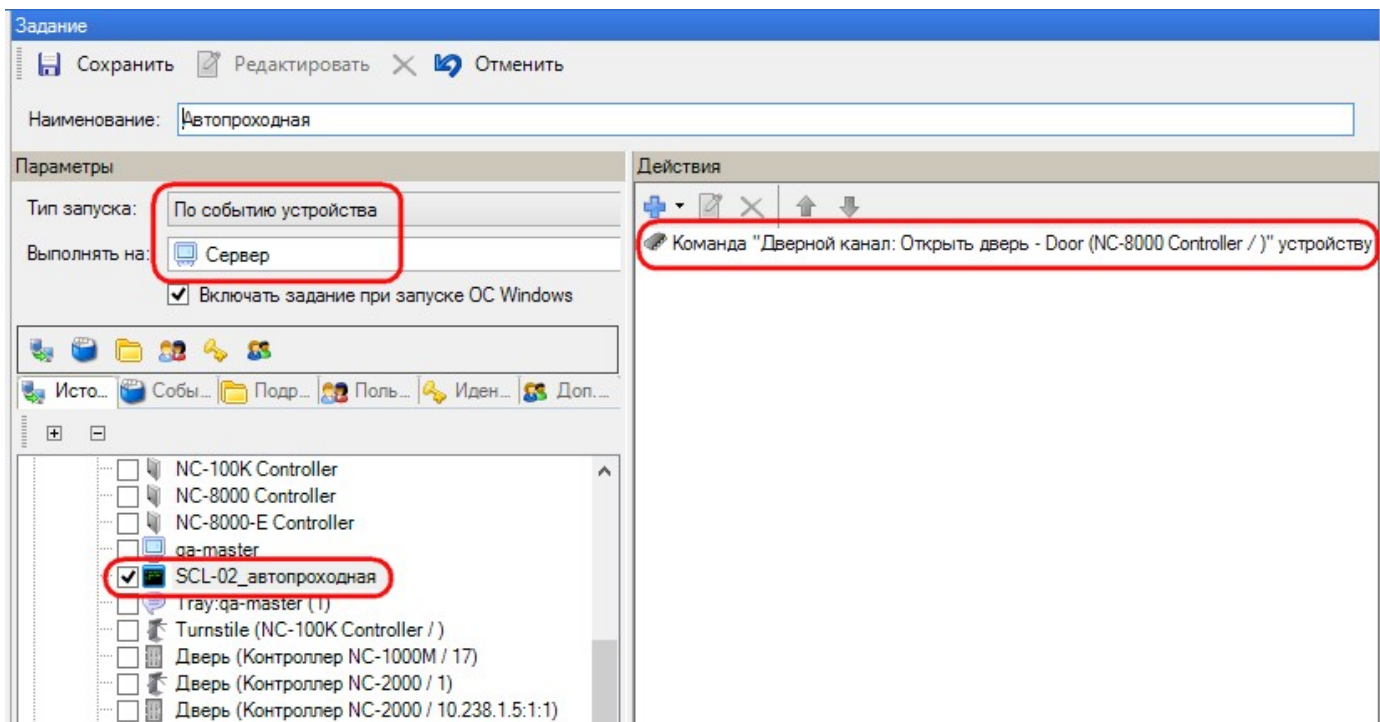 Задание
Сохранить Редактировать Отменить
Наименование: Автопроходная
Параметры
Тип запуска: По событию устройства
Выполнять на: Сервер
Включать задание при запуске ОС Windows
Исто... Собы... Подр... Поль... Иден... Доп....
NC-100K Controller
NC-8000 Controller
NC-8000-E Controller
qa-master
SCL-02_автопроходная
Tray:qa-master (1)
Turnstile (NC-100K Controller / )
Дверь (Контроллер NC-1000M / 17)
Дверь (Контроллер NC-2000 / 1)
Дверь (Контроллер NC-2000 / 10.238.1.5:1:1)
Действия
Команда "Дверной канал: Открыть дверь - Door (NC-8000 Controller / )" устройству